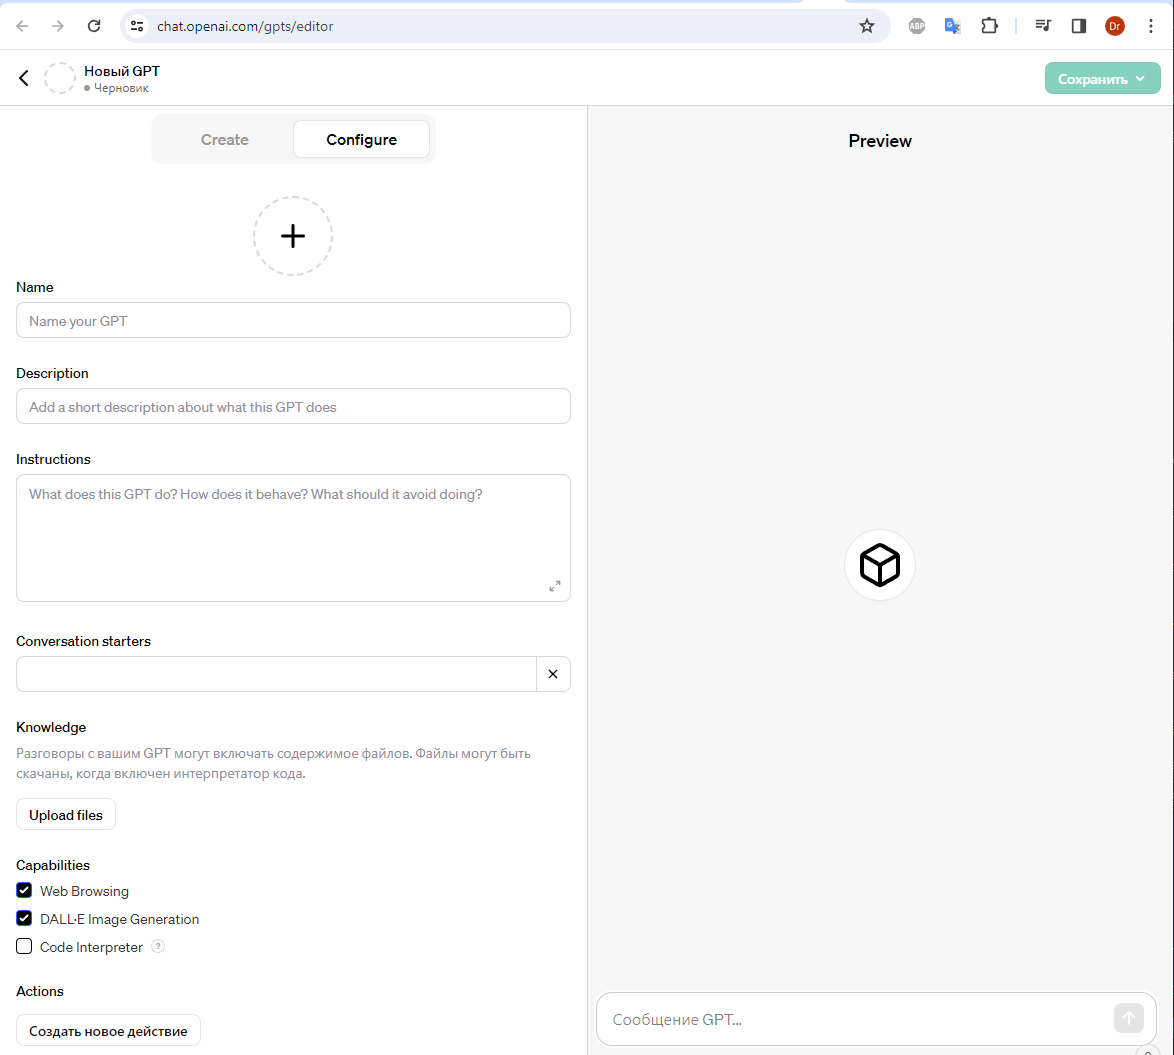 chat.openai.com/gpts/editor
ABP
G
Dr
Новый GPT
Черновик
Сохранить
Create
Configure
Preview
Name
Name your GPT
Description
Add a short description about what this GPT does
Instructions
What does this GPT do? How does it behave? What should it avoid doing?
Conversation starters
Knowledge
Разговоры с вашим GPT могут включать содержимое файлов. Файлы могут быть
скачаны, когда включен интерпретатор кода.
Upload files
Capabilities
Web Browsing
DALL·E Image Generation
Code Interpreter ?
Actions
Создать новое действие
Сообщение GPT...